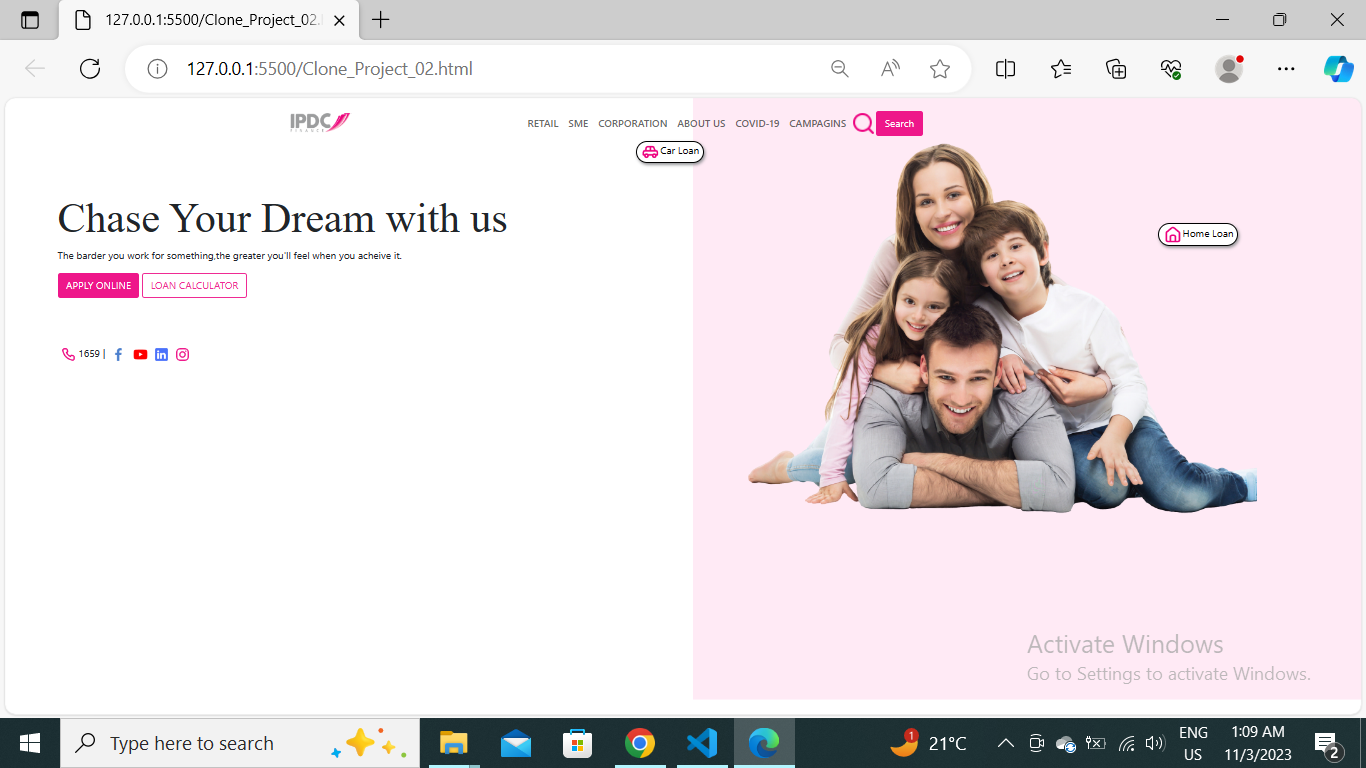 127.0.0.1:5500/Clone_Project_02.
127.0.0.1:5500/Clone_Project_02.html
IPDC
FINANCE
RETAIL SME CORPORATION ABOUT US COVID-19 CAMPAGINS Search
Car Loan
Home Loan
Chase Your Dream with us
The barder you work for something,the greater you'll feel when you acheive it.
APPLY ONLINE LOAN CALCULATOR
1659 |
Activate Windows
Go to Settings to activate Windows.
Type here to search
1
21°C
ENG
US
1:09 AM
11/3/2023
2